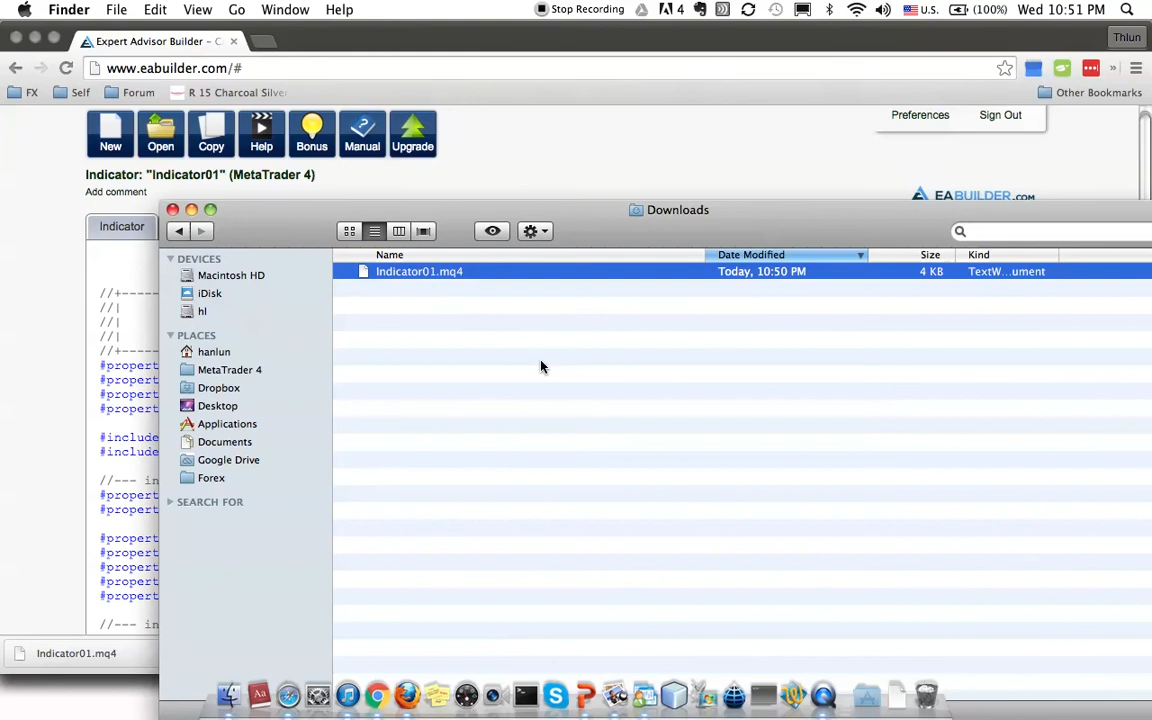 Finder File Edit View Go Window Help Stop Recording 4 U.S. (100%) Wed 10:51 PM
Expert Advisor Builder – C Thlun
www.eabuilder.com/#
FX Self Forum R 15 Charcoal Silver » Other Bookmarks
New Open Copy Help Bonus Manual Upgrade Preferences Sign Out
Indicator: "Indicator01" (MetaTrader 4)
Add comment EABUILDER.COM
Downloads
Indicator
DEVICES Name Date Modified Size Kind
Macintosh HD Indicator01.mq4 Today, 10:50 PM 4 KB TextW...ument
iDisk
//+-----
hl
//|
//|
//|
PLACES
//+-----
hanlun
#propert
MetaTrader 4
#propert
Dropbox
#propert
Desktop
#propert
Applications
#include
Documents
#include
Google Drive
//--- in
Forex
#propert
SEARCH FOR
#propert
#propert
#propert
#propert
#propert
#propert
//--- in
Indicator01.mq4
Aa